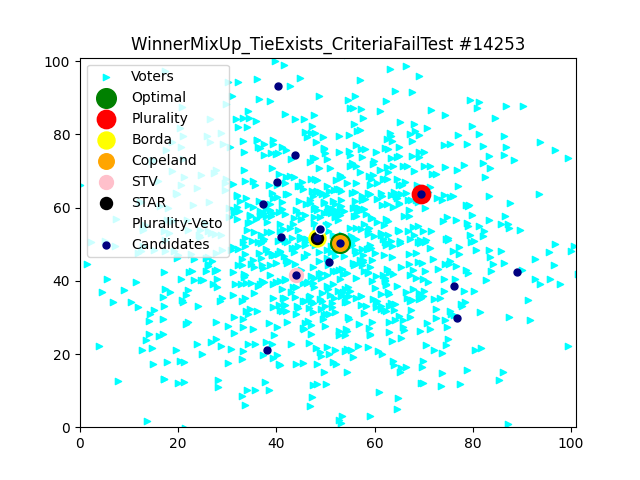 WinnerMixUp_TieExists_CriteriaFailTest #14253
Voters
Optimal
Plurality
Borda
Copeland
STV
STAR
Plurality-Veto
Candidates
100
80
60
40
20
0
0 20 40 60 80 100